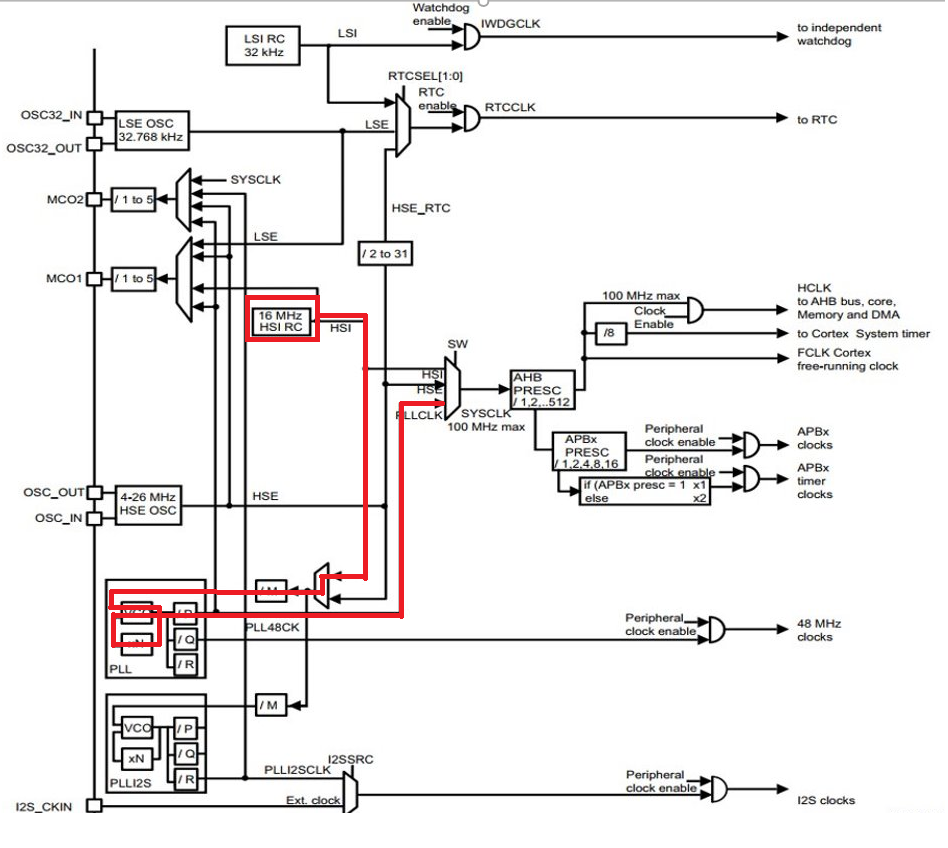 Watchdog
enable
IWDGCLK
to independent
watchdog
LSI RC
32 kHz
LSI
RTCSEL[1:0]
RTC
enable
RTCCLK
to RTC
OSC32_IN
OSC32_OUT
LSE OSC
32.768 kHz
LSE
SYSCLK
MCO2
/ 1 to 5
HSE_RTC
LSE
/ 2 to 31
MCO1
/ 1 to 5
16 MHz
HSI RC
HSI
100 MHz max
Clock
Enable
HCLK
to AHB bus, core,
Memory and DMA
/8
to Cortex System timer
FCLK Cortex
free-running clock
SW
HSI
HSE
PLLCLK
SYSCLK
100 MHz max
AHB
PRESC
/ 1,2,..512
APBx
PRESC
/ 1,2,4,8,16
Peripheral
clock enable
APBx
clocks
Peripheral
clock enable
if (APBx presc = 1 x1
else x2
APBx
timer
clocks
OSC_OUT
OSC_IN
4-26 MHz
HSE OSC
HSE
/ M
VCO
/ P
xN
/ Q
/ R
PLL
PLL48CK
Peripheral
clock enable
48 MHz
clocks
/ M
VCO
/ P
xN
/ Q
/ R
PLLI2S
PLLI2SCLK
I2SSRC
Ext. clock
I2S_CKIN
Peripheral
clock enable
I2S clocks